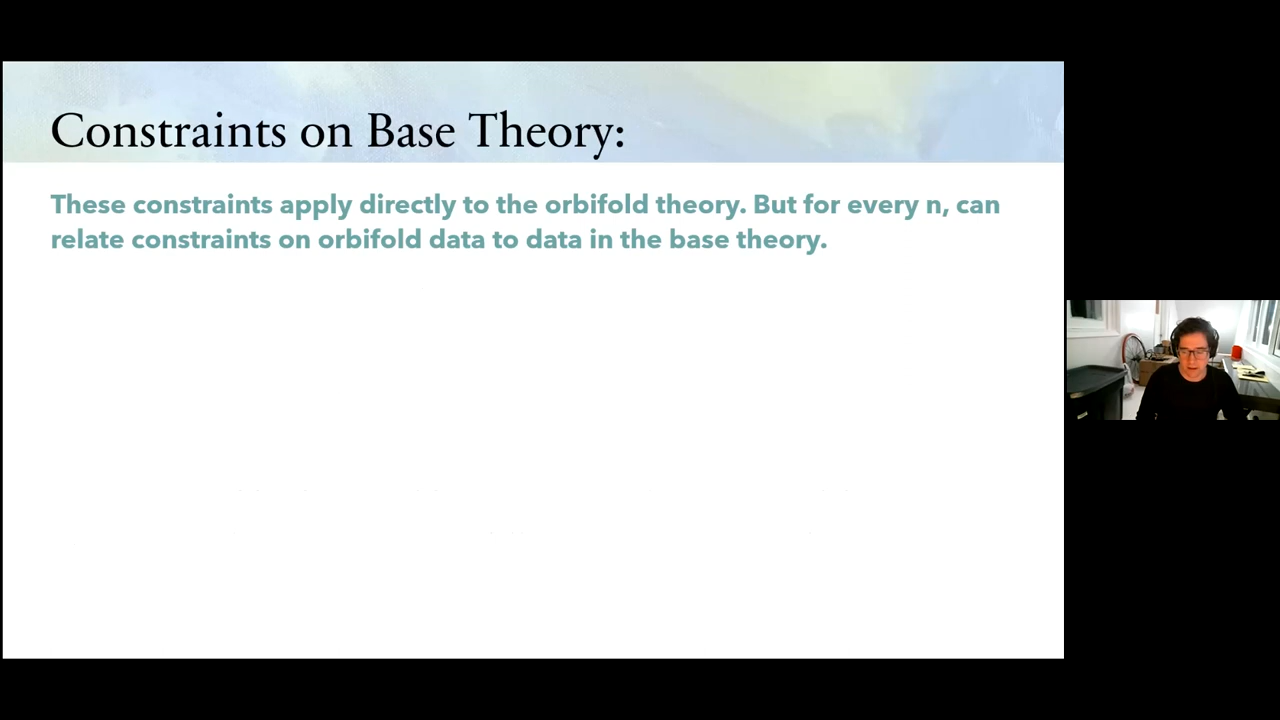 Constraints on Base Theory:
These constraints apply directly to the orbifold theory. But for every n, can
relate constraints on orbifold data to data in the base theory.